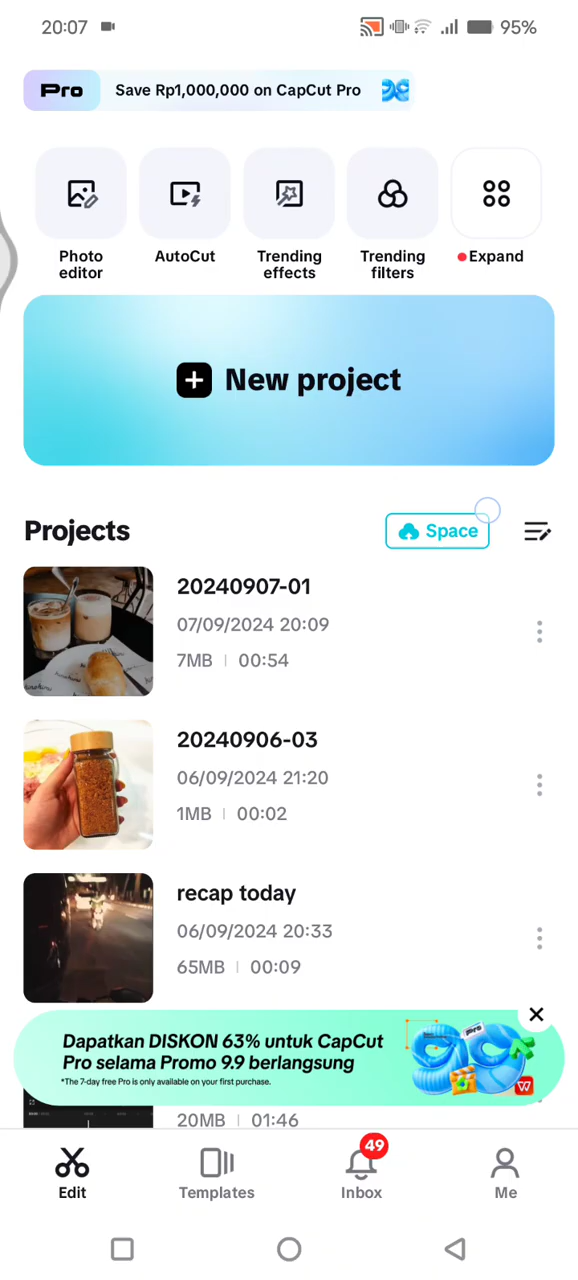 20:07
95%
Pro
Save Rp1,000,000 on CapCut Pro
Photo editor
AutoCut
Trending effects
Trending filters
Expand
New project
Projects
Space
20240907-01
07/09/2024 20:09
7MB | 00:54
20240906-03
06/09/2024 21:20
1MB | 00:02
recap today
06/09/2024 20:33
65MB | 00:09
Dapatkan DISKON 63% untuk CapCut
Pro selama Promo 9.9 berlangsung
*The 7-day free Pro is only available on your first purchase.
20MB | 01:46
Edit
Templates
49
Inbox
Me